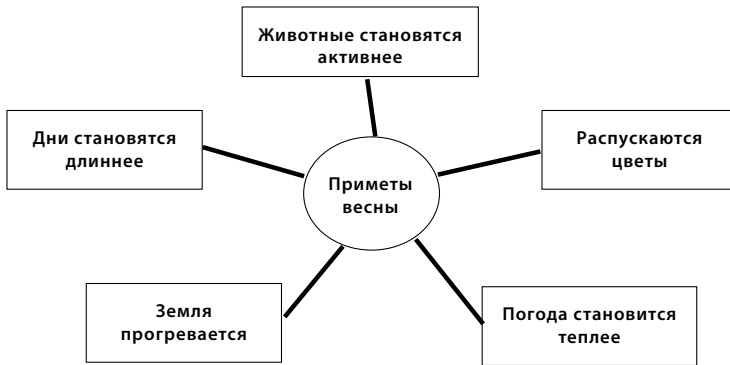 Животные становятся
активнее
Дни становятся
длиннее
Распускаются
цветы
Приметы
весны
Земля
прогревается
Погода становится
теплее